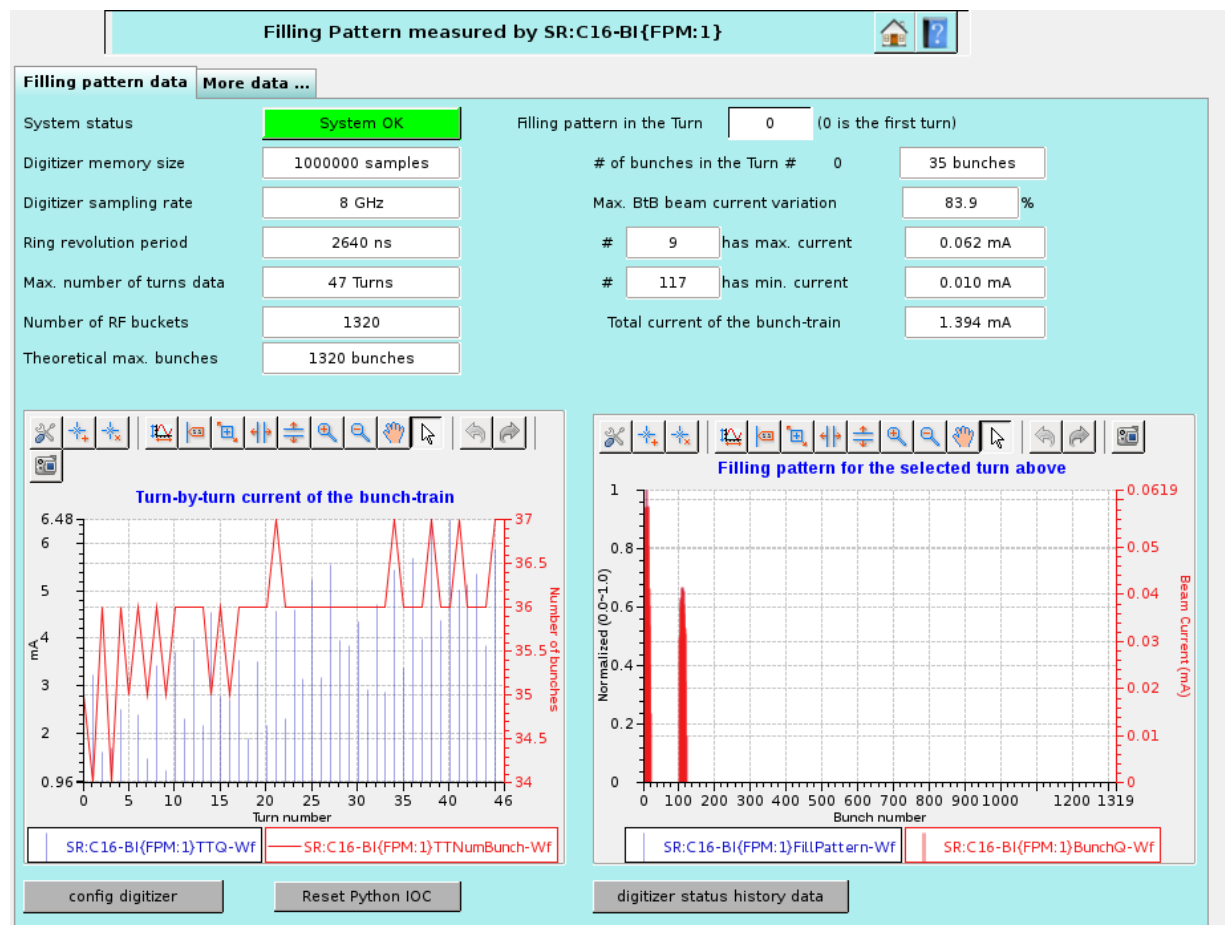 Filling Pattern measured by SR:C16-BI{FPM:1}
Filling pattern data
More data ...
System status
System OK
Digitizer memory size
1000000 samples
Digitizer sampling rate
8 GHz
Ring revolution period
2640 ns
Max. number of turns data
47 Turns
Number of RF buckets
1320
Theoretical max. bunches
1320 bunches
Filling pattern in the Turn
0
(0 is the first turn)
# of bunches in the Turn #
0
35 bunches
Max. BtB beam current variation
83.9
%
#
9
has max. current
0.062 mA
#
117
has min. current
0.010 mA
Total current of the bunch-train
1.394 mA
Turn-by-turn current of the bunch-train
6.48
6
5
4
3
2
0.96
mA
0
5
10
15
20
25
30
35
40
46
Turn number
37
36.5
36
35.5
35
34.5
34
Number of bunches
SR:C16-BI{FPM:1}TTQ-Wf
SR:C16-BI{FPM:1}TTNumBunch-Wf
Filling pattern for the selected turn above
1
0.8
0.6
0.4
0.2
0
Normalized (0.0~1.0)
0
100
200
300
400
500
600
700
800
900
1000
1200
1319
Bunch number
0.0619
0.05
0.04
0.03
0.02
0.01
0
Beam Current (mA)
SR:C16-BI{FPM:1}FillPattern-Wf
SR:C16-BI{FPM:1}BunchQ-Wf
config digitizer
Reset Python IOC
digitizer status history data